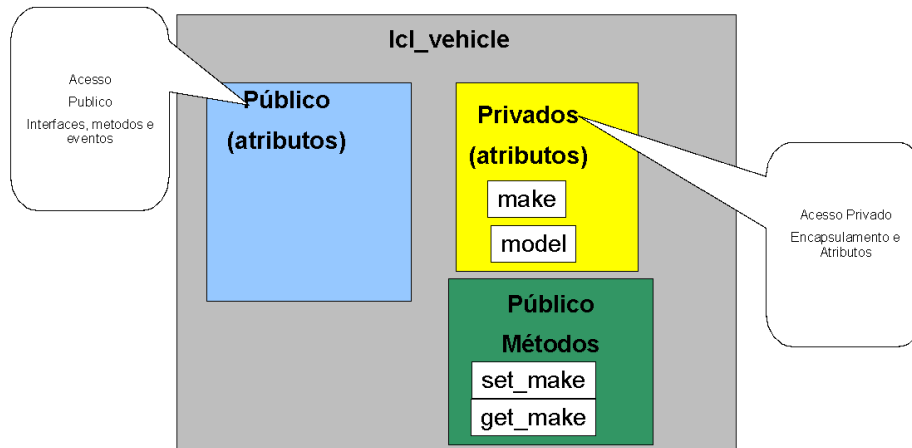 lcl_vehicle
Acesso
Publico
Interfaces, metodos e
eventos
Público
(atributos)
Privados
(atributos)
make
model
Acesso Privado
Encapsulamento e
Atributos
Público
Métodos
set_make
get_make